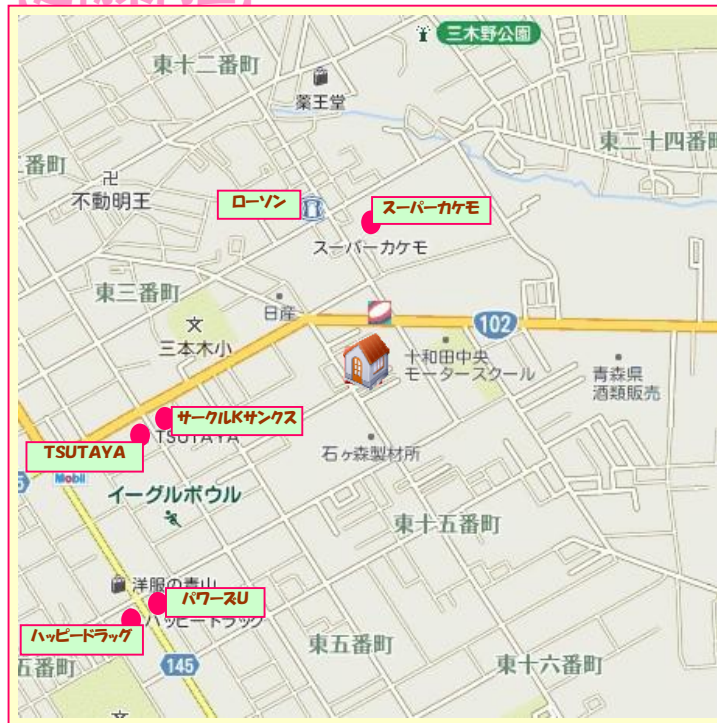 三木野公園
東十二番町
薬王堂
東二十四番町
二番町
卍
不動明王
ローソン
スーパーカケモ
スーパーカケモ
東三番町
日産
102
文
三本木小
十和田中央
モータースクール
青森県
酒類販売
サークルKサンクス
TSUTAYA
TSUTAYA
石ヶ森製材所
5
Mobil
イーグルボウル
東十五番町
洋服の青山
パワーズU
ハッピードラッグ
ハッピードラッグ
五番町
145
東五番町
東十六番町
文